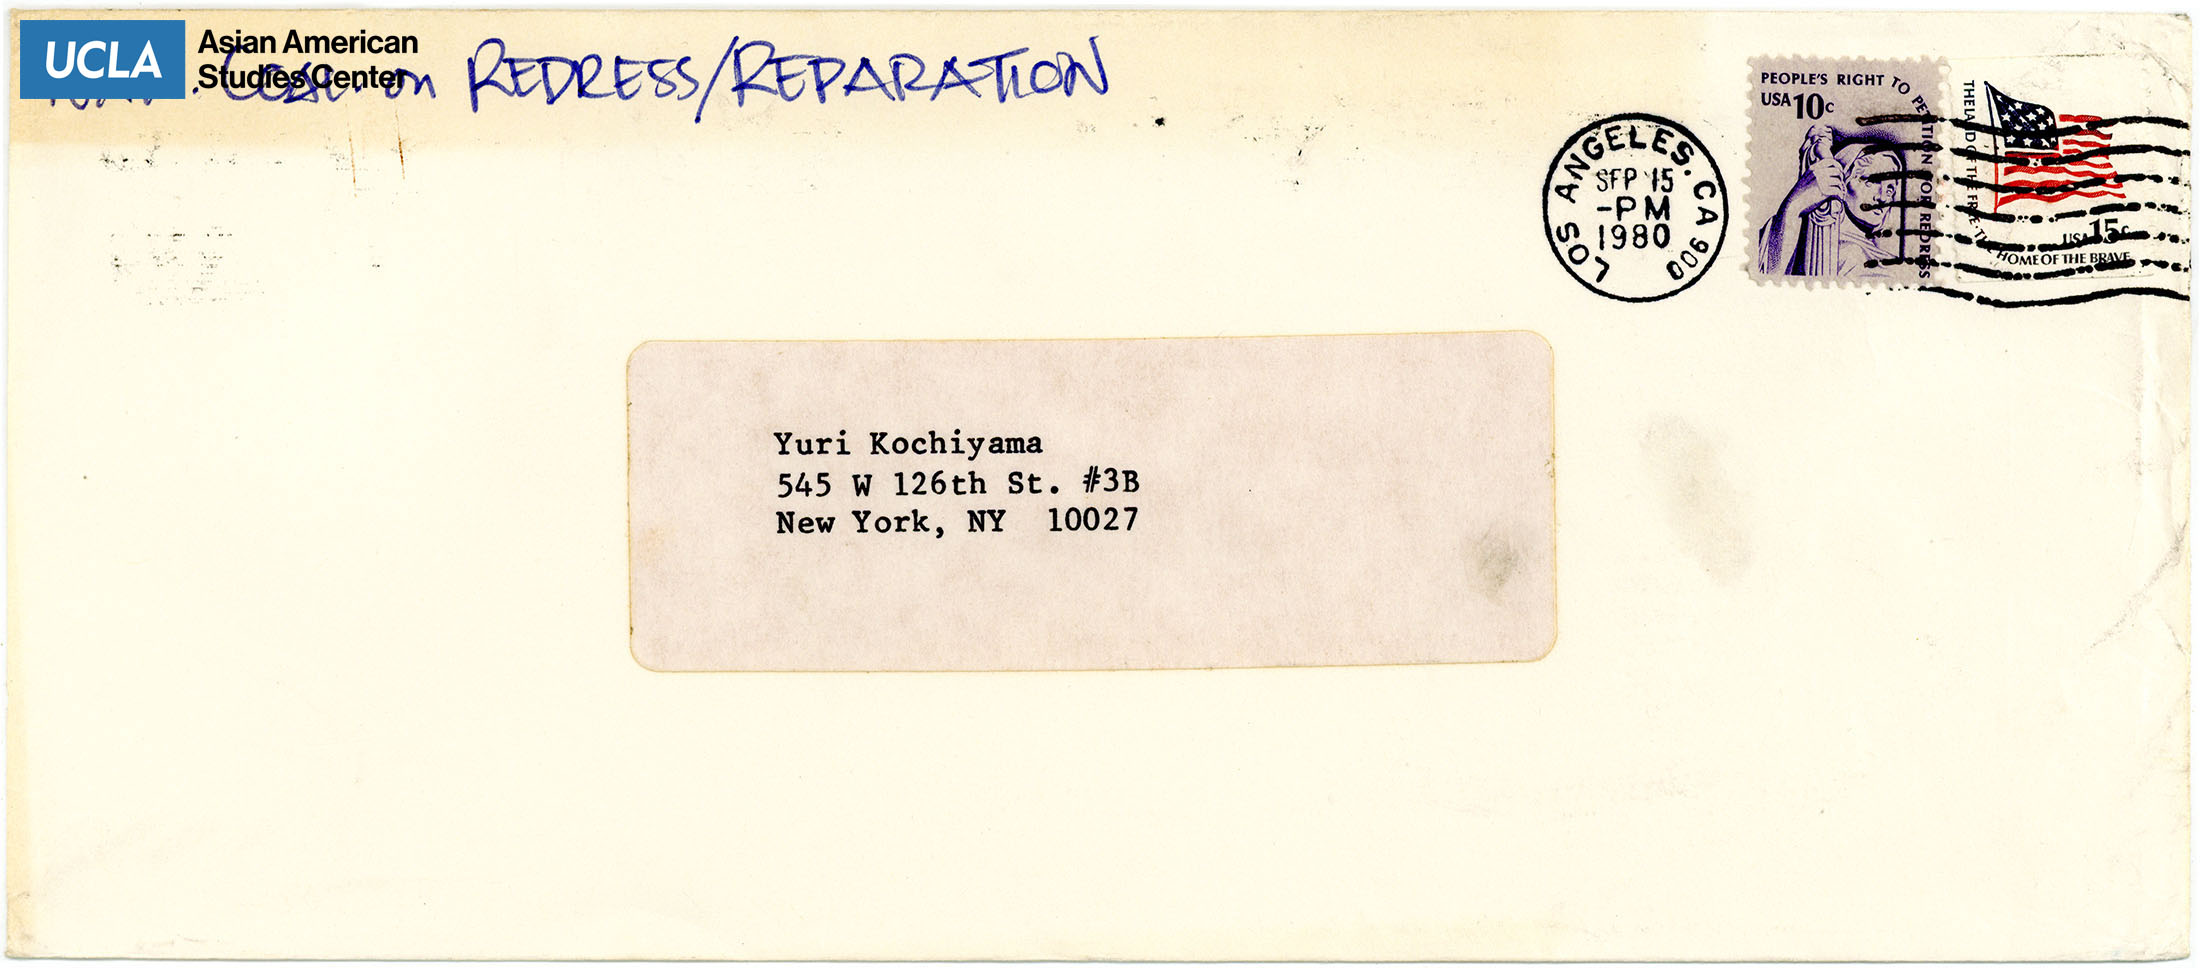 UCLA Asian American
Studies Center
on REDRESS/REPARATION
LOS ANGELES, CA 900
SEP 15
-PM
1980
PEOPLE'S RIGHT TO PETITION FOR REDRESS
USA 10c
THE LAND OF THE FREE THE HOME OF THE BRAVE
USA 15c
Yuri Kochiyama
545 W 126th St. #3B
New York, NY 10027